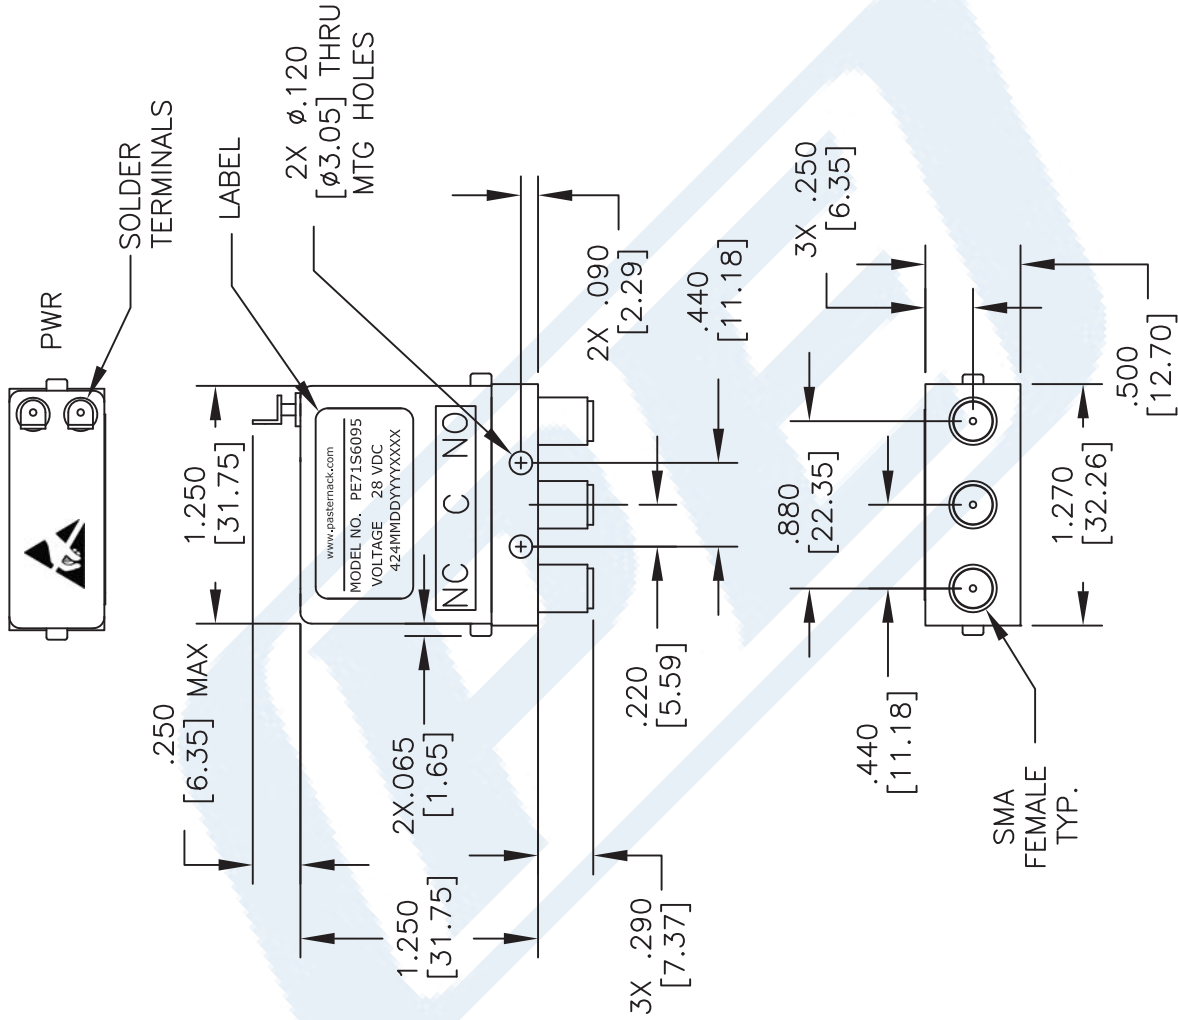 PWR
SOLDER
TERMINALS
LABEL
2X ø.120
[ø3.05] THRU
MTG HOLES
1.250
[31.75]
www.pasternack.com
MODEL NO. PE71S6095
VOLTAGE 28 VDC
424MMDDYYYYXXXX
NC C NO
.250
[6.35] MAX
2X.065
[1.65]
1.250
[31.75]
3X .290
[7.37]
.220
[5.59]
2X .090
[2.29]
.440
[11.18]
3X .250
[6.35]
.500
[12.70]
.880
[22.35]
1.270
[32.26]
.440
[11.18]
SMA
FEMALE
TYP.